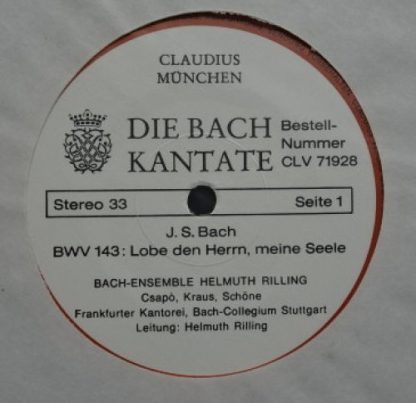 CLAUDIUS
MÜNCHEN
DIE BACH
KANTATE
Bestell-
Nummer
CLV 71928
Stereo 33
Seite 1
J. S. Bach
BWV 143: Lobe den Herrn, meine Seele
BACH-ENSEMBLE HELMUTH RILLING
Csapò, Kraus, Schöne
Frankfurter Kantorei, Bach-Collegium Stuttgart
Leitung: Helmuth Rilling